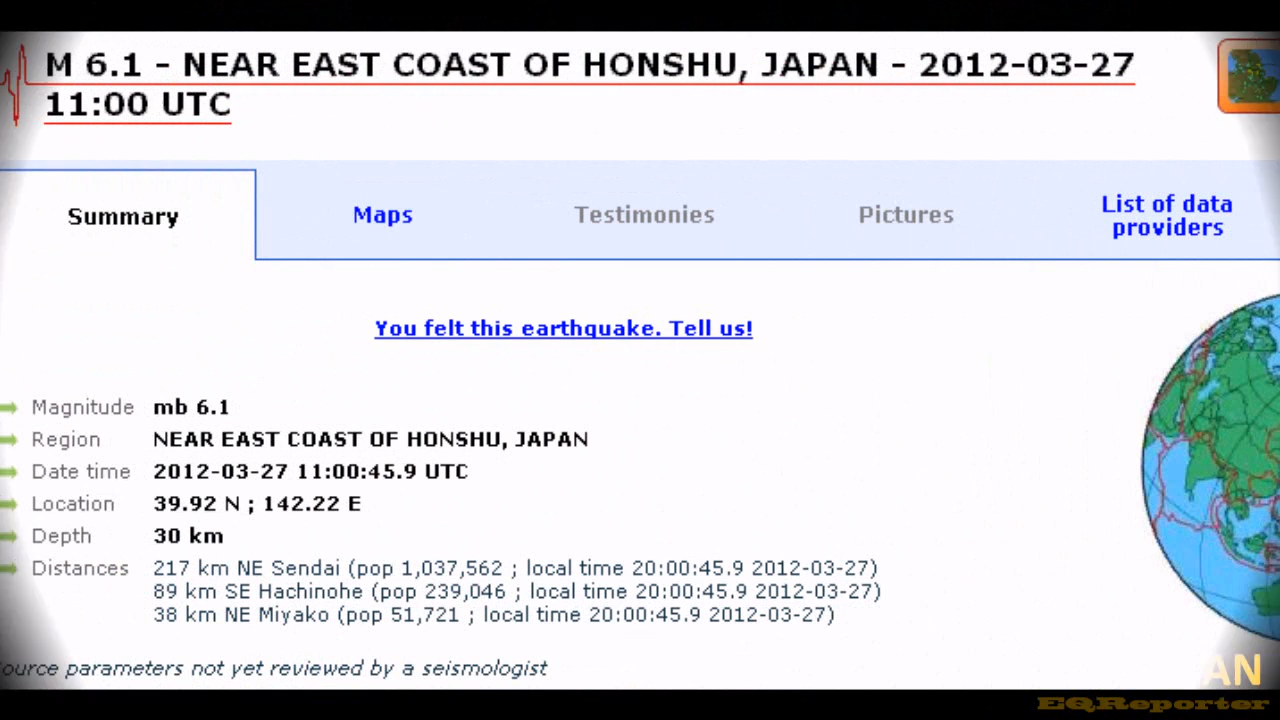 M 6.1 - NEAR EAST COAST OF HONSHU, JAPAN - 2012-03-27
11:00 UTC
Summary
Maps
Testimonies
Pictures
List of data
providers
You felt this earthquake. Tell us!
Magnitude mb 6.1
Region NEAR EAST COAST OF HONSHU, JAPAN
Date time 2012-03-27 11:00:45.9 UTC
Location 39.92 N ; 142.22 E
Depth 30 km
Distances 217 km NE Sendai (pop 1,037,562 ; local time 20:00:45.9 2012-03-27)
89 km SE Hachinohe (pop 239,046 ; local time 20:00:45.9 2012-03-27)
38 km NE Miyako (pop 51,721 ; local time 20:00:45.9 2012-03-27)
ource parameters not yet reviewed by a seismologist
AN
EQReporter